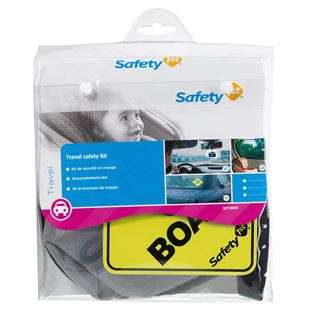 Safety 1st
Safety 1st
Travel safety kit
Kit de sécurité en voyage
Reisesicherheits-Set
Kit di sicurezza da viaggio
Travel
BOA
Safety 1st